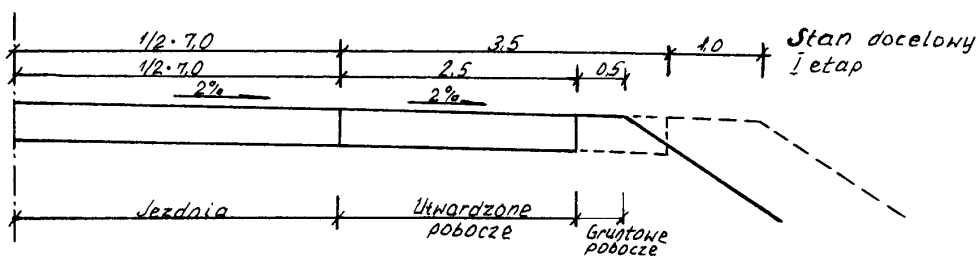 1/2·7,0 3,5 1,0 Stan docelowy
1/2·7,0 2,5 0,5 I etap
2% 2%
Jezdnia Utwardzone pobocze Gruntowe pobocze